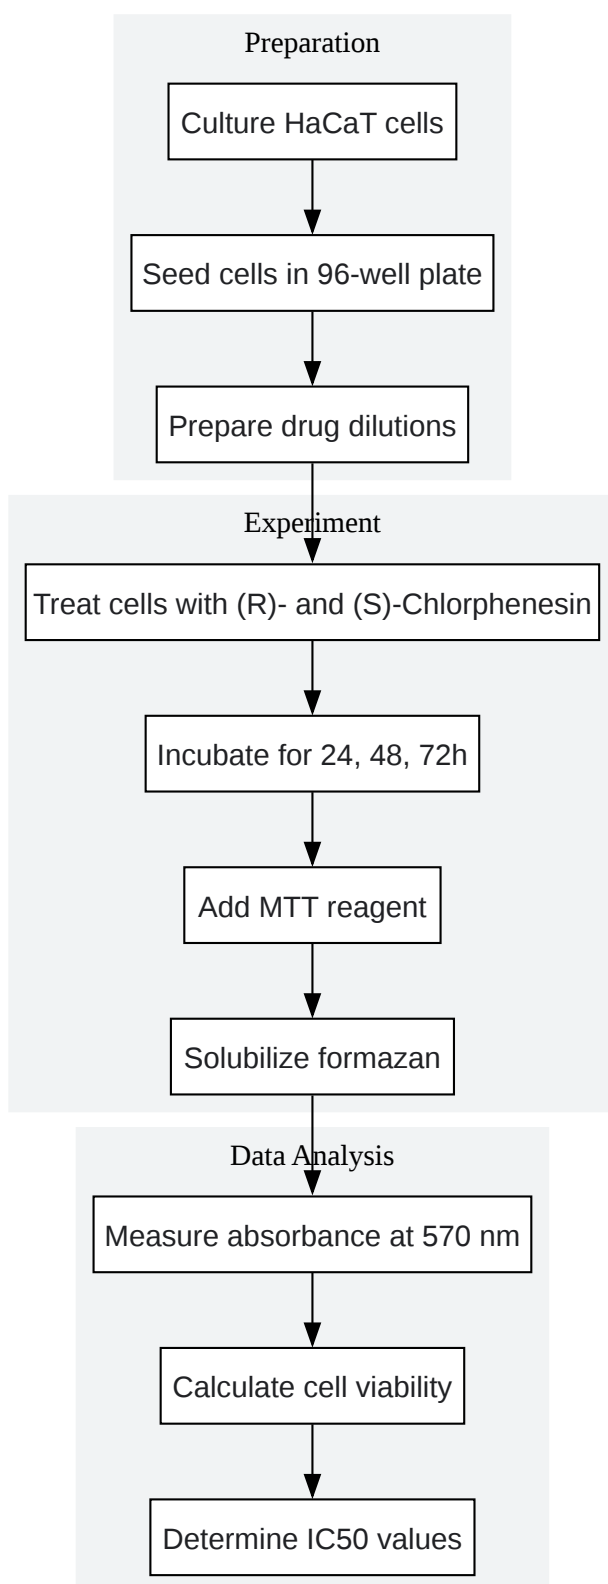 Preparation
Culture HaCaT cells
Seed cells in 96-well plate
Prepare drug dilutions
Experiment
Treat cells with (R)- and (S)-Chlorphenesin
Incubate for 24, 48, 72h
Add MTT reagent
Solubilize formazan
Data Analysis
Measure absorbance at 570 nm
Calculate cell viability
Determine IC50 values